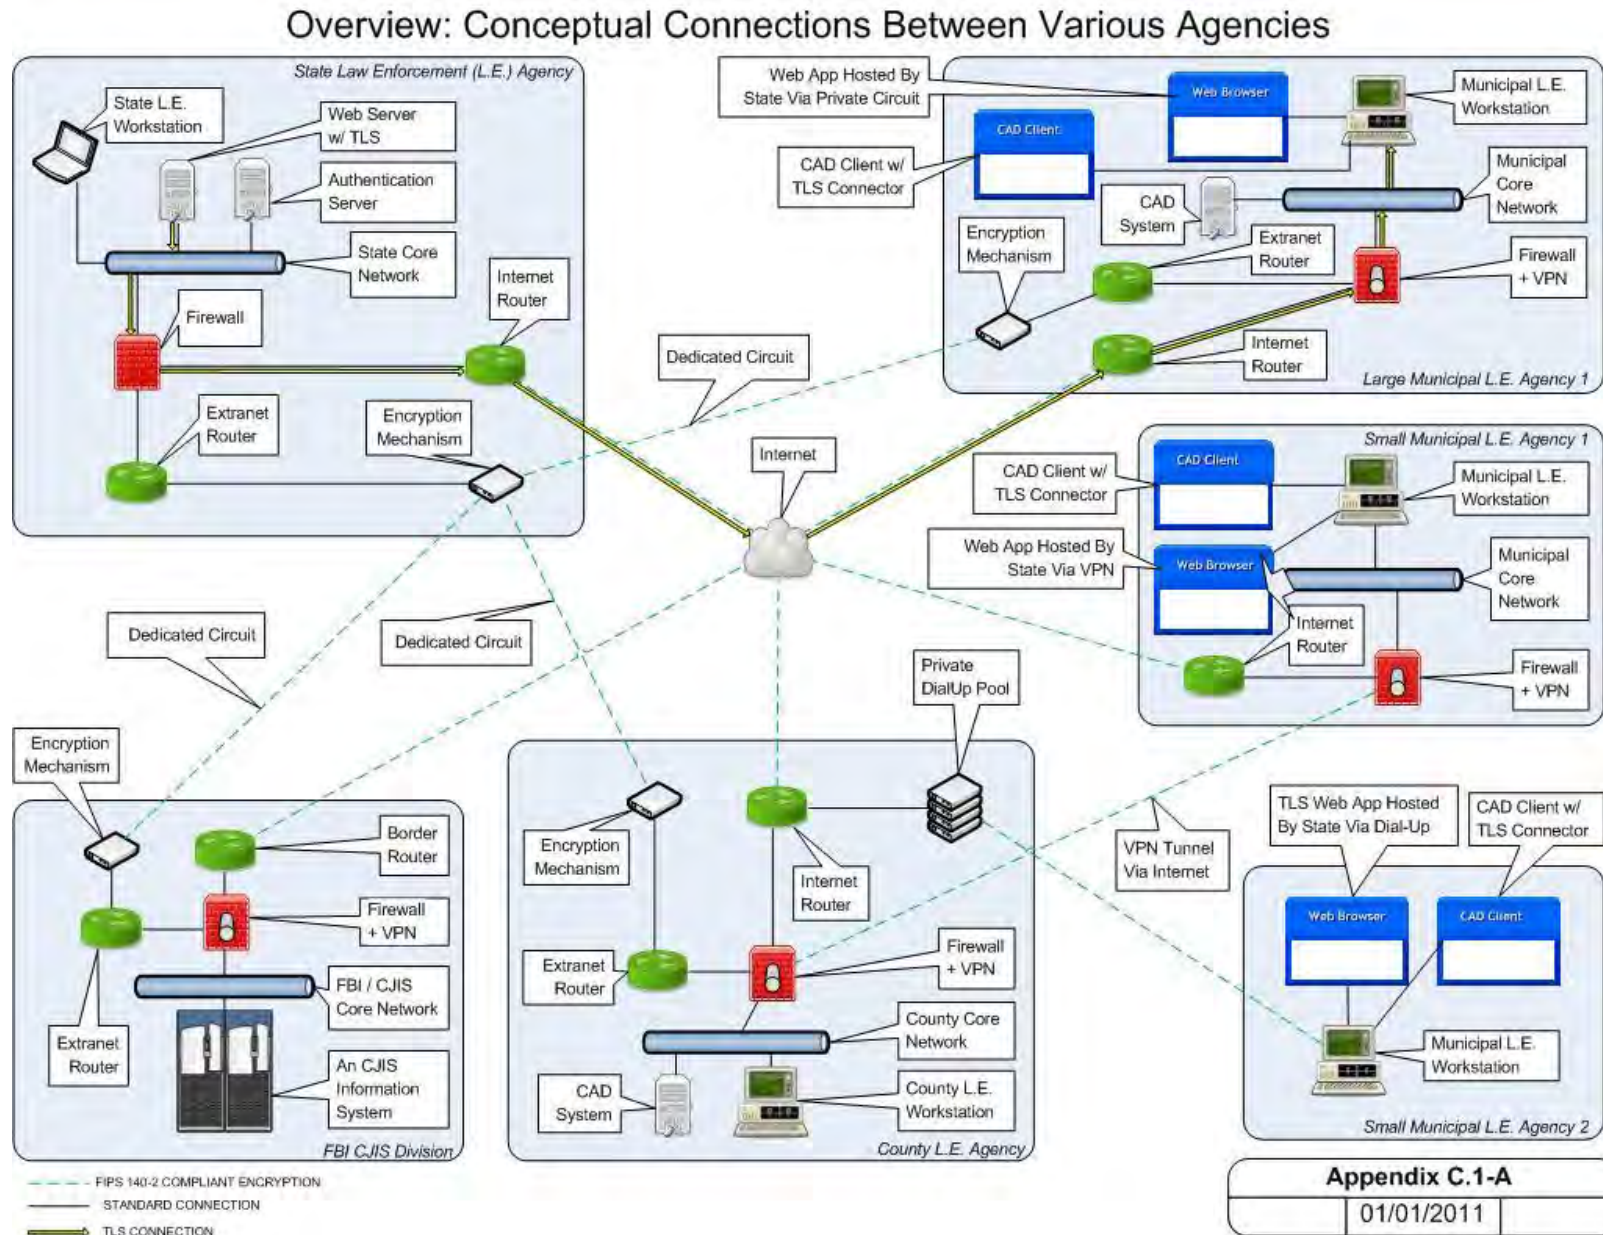 Overview: Conceptual Connections Between Various Agencies
State Law Enforcement (L.E.) Agency
State L.E.
Workstation
Web Server
w/ TLS
Authentication
Server
State Core
Network
Internet
Router
Firewall
Extranet
Router
Encryption
Mechanism
Dedicated Circuit
Internet
Web App Hosted By
State Via Private Circuit
Web Browser
Municipal L.E.
Workstation
CAD Client
CAD Client w/
TLS Connector
Municipal
Core
Network
CAD
System
Encryption
Mechanism
Extranet
Router
Firewall
+ VPN
Internet
Router
Large Municipal L.E. Agency 1
Small Municipal L.E. Agency 1
CAD Client
CAD Client w/
TLS Connector
Municipal L.E.
Workstation
Web App Hosted By
State Via VPN
Web Browser
Municipal
Core
Network
Internet
Router
Firewall
+ VPN
Dedicated Circuit
Dedicated Circuit
Private
DialUp Pool
Encryption
Mechanism
Border
Router
Firewall
+ VPN
FBI / CJIS
Core Network
Extranet
Router
An CJIS
Information
System
FBI CJIS Division
Encryption
Mechanism
Internet
Router
Extranet
Router
Firewall
+ VPN
County Core
Network
CAD
System
County L.E.
Workstation
County L.E. Agency
VPN Tunnel
Via Internet
TLS Web App Hosted
By State Via Dial-Up
CAD Client w/
TLS Connector
Web Browser
CAD Client
Municipal L.E.
Workstation
Small Municipal L.E. Agency 2
FIPS 140-2 COMPLIANT ENCRYPTION
STANDARD CONNECTION
TLS CONNECTION
Appendix C.1-A
01/01/2011